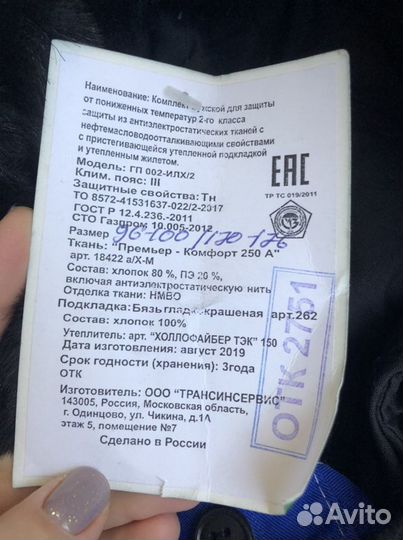 Наименование: Комплект мужской для защиты
от пониженных температур 2-го класса
защиты из антиэлектростатических тканей с
нефтемасловодоотталкивающими свойствами
с пристегивающейся утепленной подкладкой
и утепленным жилетом.
Модель: ГП 002-ИЛХ/2
Клим. пояс: III
Защитные свойства: Тн
ТО 8572-41531637-022/2-2017
ГОСТ Р 12.4.236-2011
СТО Газпром 10.005-2012
Размер 96-100/170-176
Ткань: "Премьер - Комфорт 250 А"
арт. 18422 а/Х-М
Состав: хлопок 80 %, ПЭ 20 %,
включая антиэлектростатическую нить
Отделка ткани: НМВО
Подкладка: Бязь гладкокрашеная арт.262
Состав: хлопок 100%
Утеплитель: арт. "ХОЛЛОФАЙБЕР ТЭК" 150
Дата изготовления: август 2019
Срок годности (хранения): 3года
ОТК
Изготовитель: ООО "ТРАНСИНСЕРВИС"
143005, Россия, Московская область,
г. Одинцово, ул. Чикина, д.1А
этаж 5, помещение №7
Сделано в России
EAC
ТР ТС 019/2011
ОТК 2751
Avito